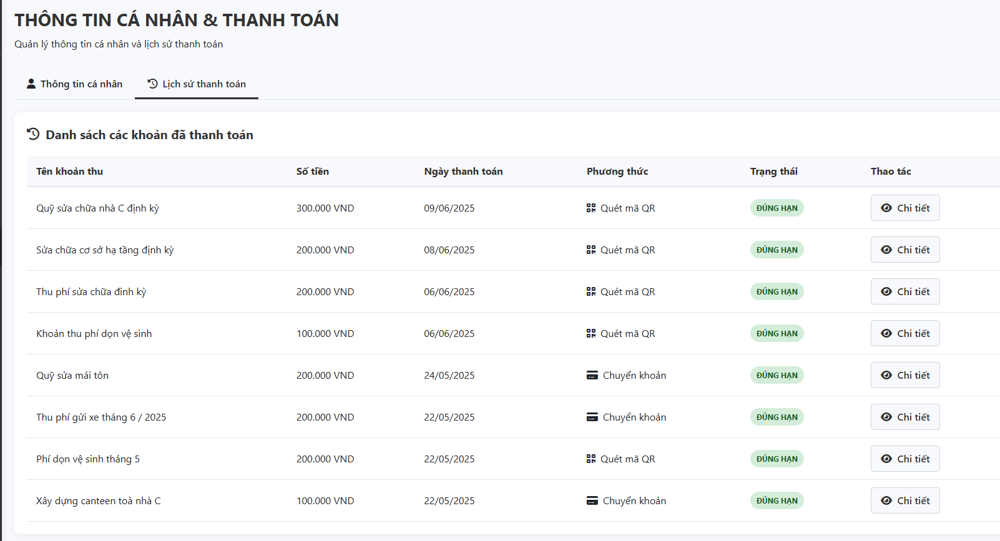 THÔNG TIN CÁ NHÂN & THANH TOÁN
Quản lý thông tin cá nhân và lịch sử thanh toán
Thông tin cá nhân Lịch sử thanh toán
Danh sách các khoản đã thanh toán
Tên khoản thu Số tiền Ngày thanh toán Phương thức Trạng thái Thao tác
Quỹ sửa chữa nhà C định kỳ 300.000 VND 09/06/2025 Quét mã QR ĐÚNG HẠN Chi tiết
Sửa chữa cơ sở hạ tầng định kỳ 200.000 VND 08/06/2025 Quét mã QR ĐÚNG HẠN Chi tiết
Thu phí sửa chữa đinh kỳ 200.000 VND 06/06/2025 Quét mã QR ĐÚNG HẠN Chi tiết
Khoản thu phí dọn vệ sinh 100.000 VND 06/06/2025 Quét mã QR ĐÚNG HẠN Chi tiết
Quỹ sửa mái tôn 200.000 VND 24/05/2025 Chuyển khoản ĐÚNG HẠN Chi tiết
Thu phí gửi xe tháng 6 / 2025 200.000 VND 22/05/2025 Chuyển khoản ĐÚNG HẠN Chi tiết
Phí dọn vệ sinh tháng 5 200.000 VND 22/05/2025 Quét mã QR ĐÚNG HẠN Chi tiết
Xây dựng canteen toà nhà C 100.000 VND 22/05/2025 Chuyển khoản ĐÚNG HẠN Chi tiết